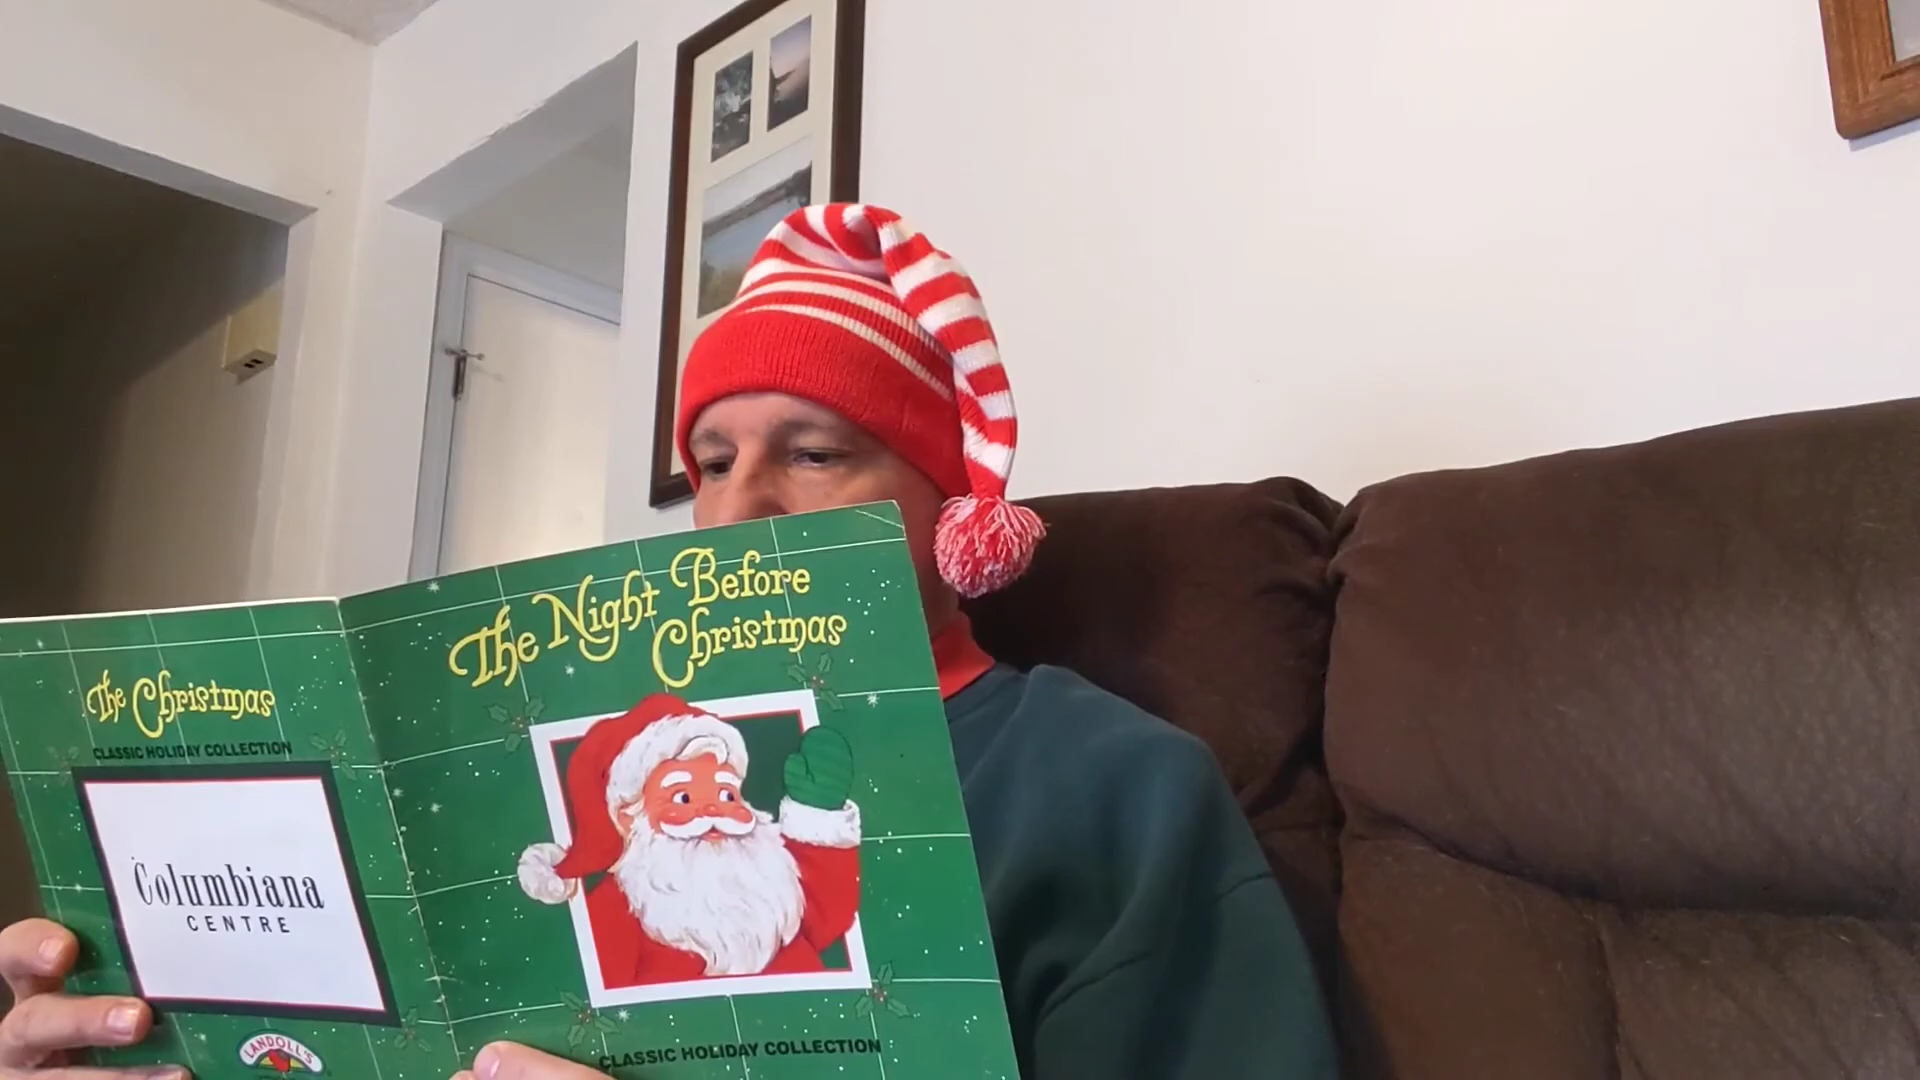 The Night Before
Christmas
CLASSIC HOLIDAY COLLECTION
The Christmas
CLASSIC HOLIDAY COLLECTION
Columbiana
CENTRE
LANDOLL'S